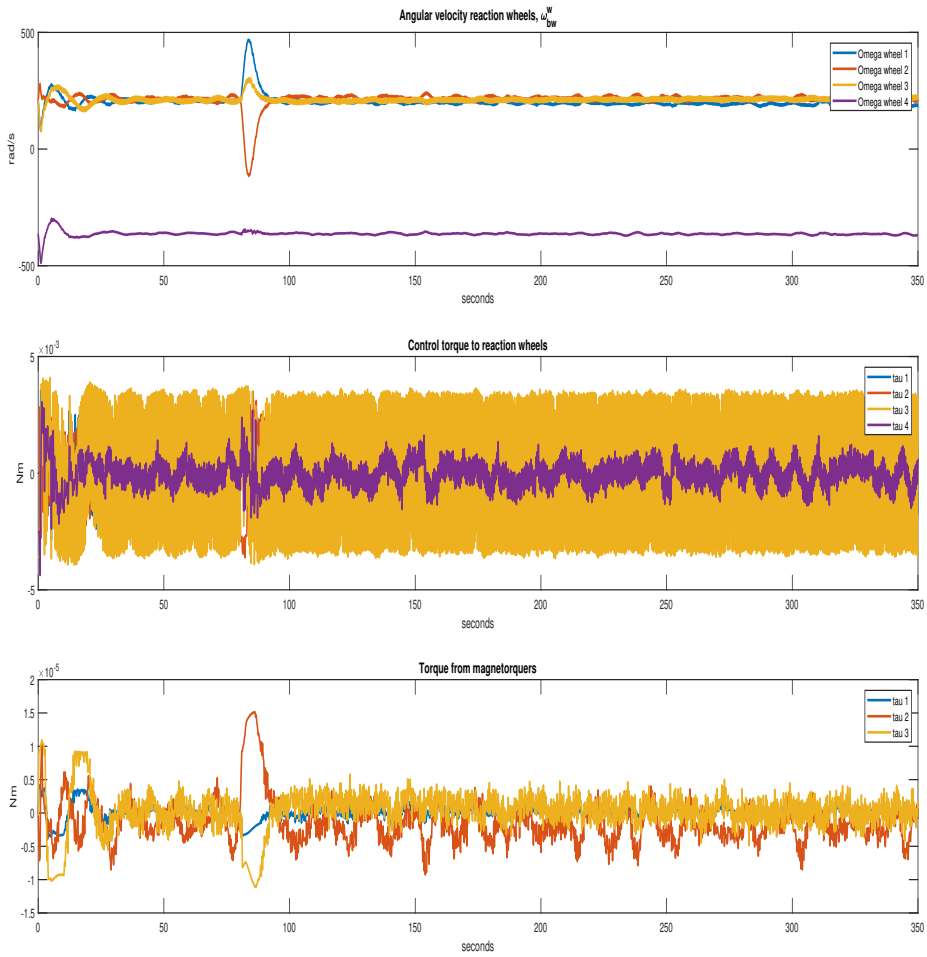 Angular velocity reaction wheels, ω_bw^w
500
0
-500
rad/s
Omega wheel 1
Omega wheel 2
Omega wheel 3
Omega wheel 4
0 50 100 150 200 250 300 350
seconds
Control torque to reaction wheels
×10^-3
5
0
-5
Nm
tau 1
tau 2
tau 3
tau 4
0 50 100 150 200 250 300 350
seconds
Torque from magnetorquers
×10^-5
2
1.5
1
0.5
0
-0.5
-1
-1.5
Nm
tau 1
tau 2
tau 3
0 50 100 150 200 250 300 350
seconds